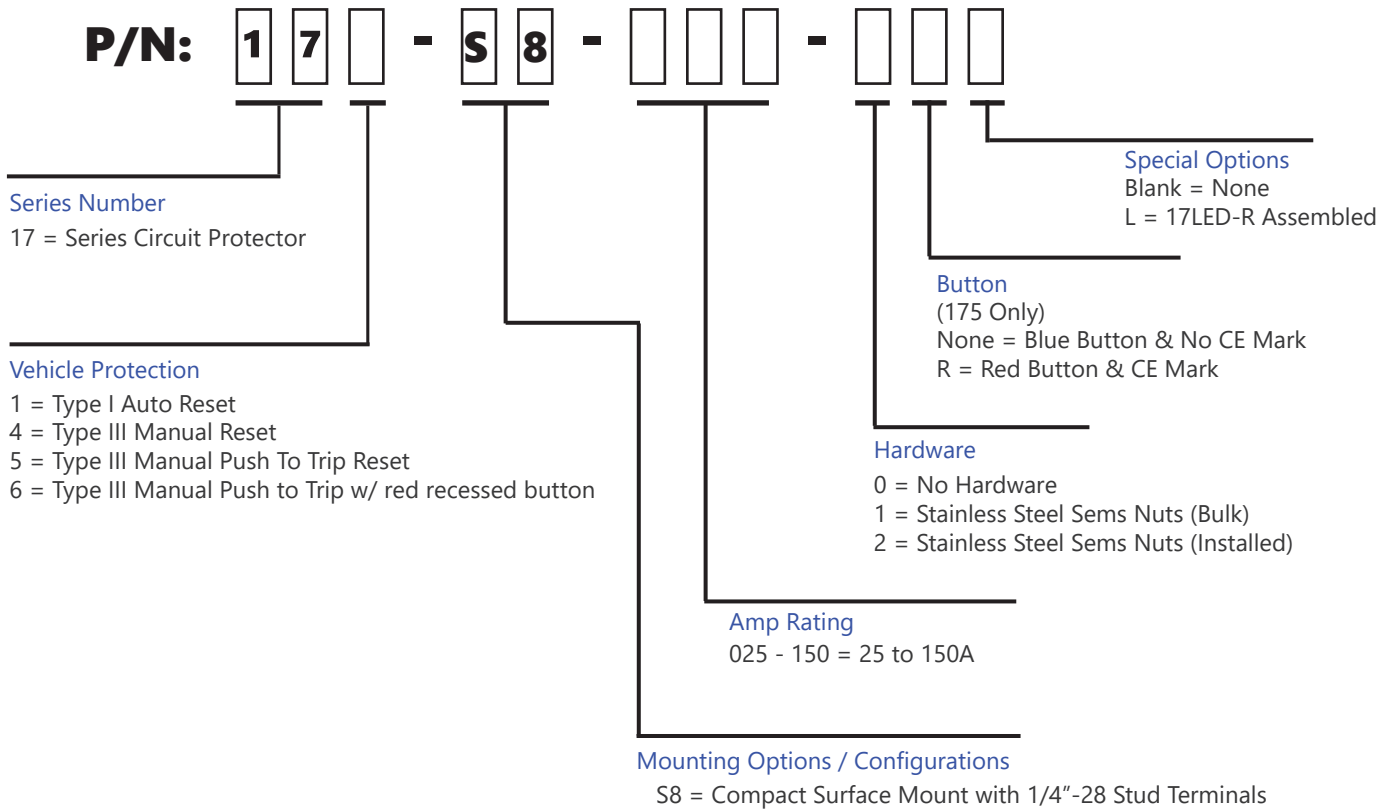 P/N: 17 - S8 - -
Special Options
Blank = None
L = 17LED-R Assembled
Series Number
17 = Series Circuit Protector
Button
(175 Only)
None = Blue Button & No CE Mark
R = Red Button & CE Mark
Vehicle Protection
1 = Type I Auto Reset
4 = Type III Manual Reset
5 = Type III Manual Push To Trip Reset
6 = Type III Manual Push to Trip w/ red recessed button
Hardware
0 = No Hardware
1 = Stainless Steel Sems Nuts (Bulk)
2 = Stainless Steel Sems Nuts (Installed)
Amp Rating
025 - 150 = 25 to 150A
Mounting Options / Configurations
S8 = Compact Surface Mount with 1/4”-28 Stud Terminals